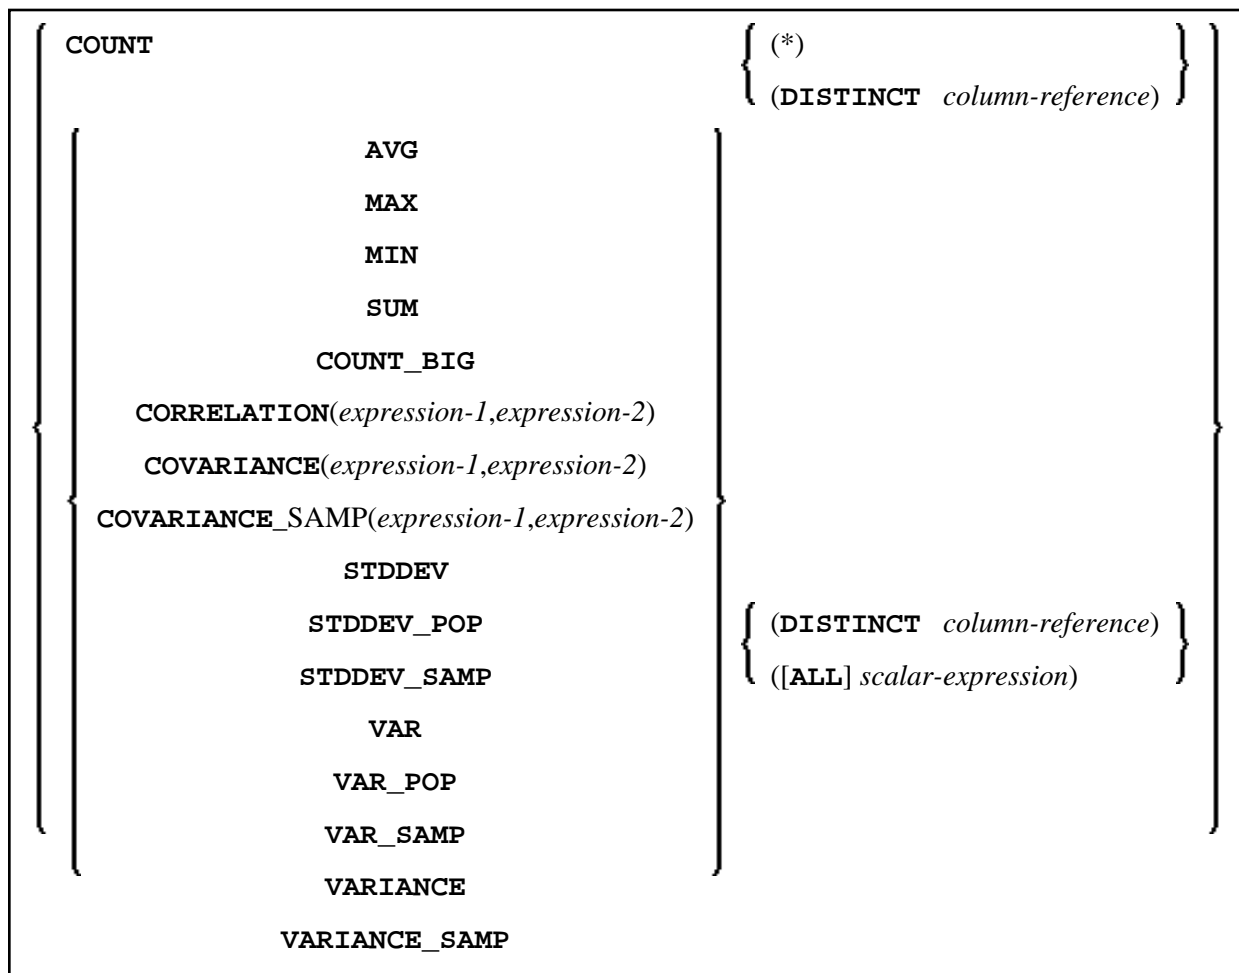 COUNT (*)
(DISTINCT column-reference)
AVG
MAX
MIN
SUM
COUNT_BIG
CORRELATION(expression-1,expression-2)
COVARIANCE(expression-1,expression-2)
COVARIANCE_SAMP(expression-1,expression-2)
STDDEV
STDDEV_POP (DISTINCT column-reference)
STDDEV_SAMP ([ALL] scalar-expression)
VAR
VAR_POP
VAR_SAMP
VARIANCE
VARIANCE_SAMP